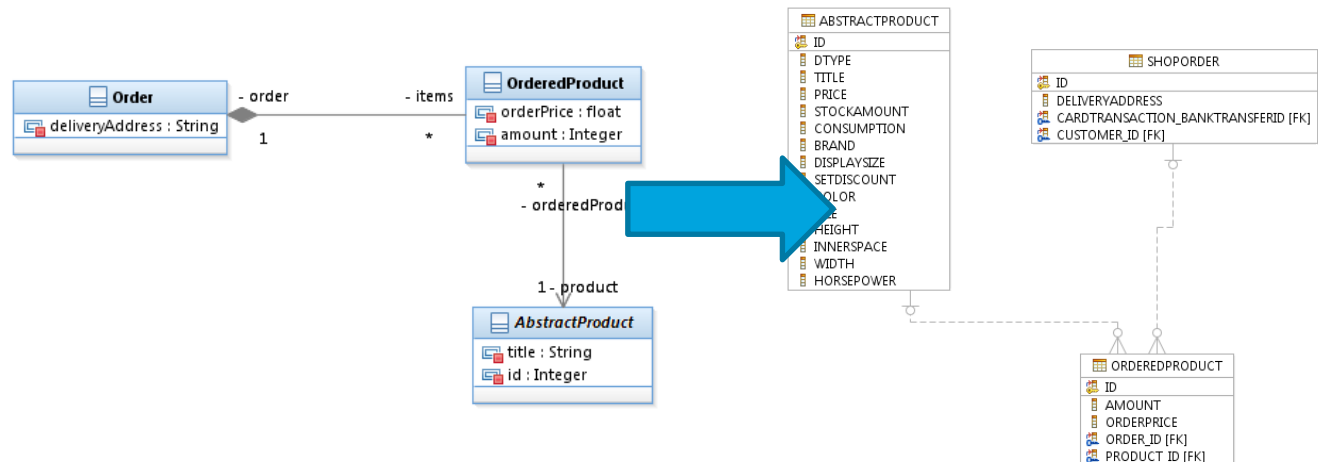 Order
deliveryAddress : String
- order
- items
1
*
OrderedProduct
orderPrice : float
amount : Integer
*
1 - product
AbstractProduct
title : String
id : Integer
ABSTRACTPRODUCT
ID
DTYPE
TITLE
PRICE
STOCKAMOUNT
CONSUMPTION
BRAND
DISPLAYSIZE
SETDISCOUNT
HEIGHT
INNERSPACE
WIDTH
HORSEPOWER
SHOPORDER
ID
DELIVERYADDRESS
CARDTRANSACTION_BANKTRANSFERID [FK]
CUSTOMER_ID [FK]
ORDEREDPRODUCT
ID
AMOUNT
ORDERPRICE
ORDER_ID [FK]
PRODUCT_ID [FK]